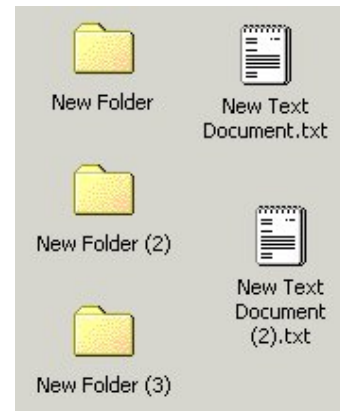 New Folder
New Text
Document.txt
New Folder (2)
New Text
Document
(2).txt
New Folder (3)